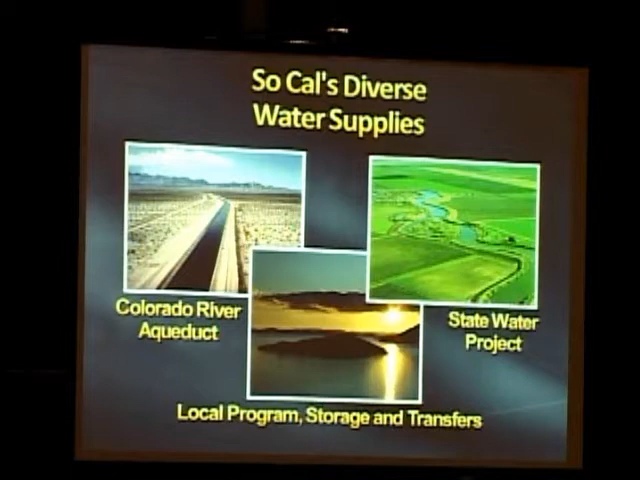 So Cal's Diverse
Water Supplies
Colorado River
Aqueduct
State Water
Project
Local Program, Storage and Transfers